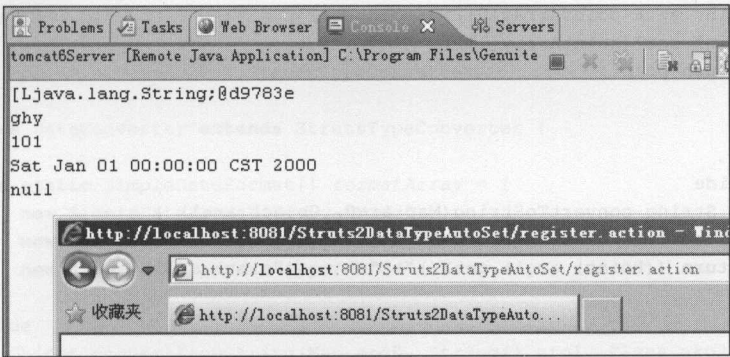 Problems Tasks Web Browser Console Servers
tomcat6Server [Remote Java Application] C:\Program Files\Genuite
[Ljava.lang.String;@d9783e
ghy
101
Sat Jan 01 00:00:00 CST 2000
null
http://localhost:8081/Struts2DataTypeAutoSet/register.action - Wind
http://localhost:8081/Struts2DataTypeAutoSet/register.action
收藏夹 http://localhost:8081/Struts2DataTypeAuto...